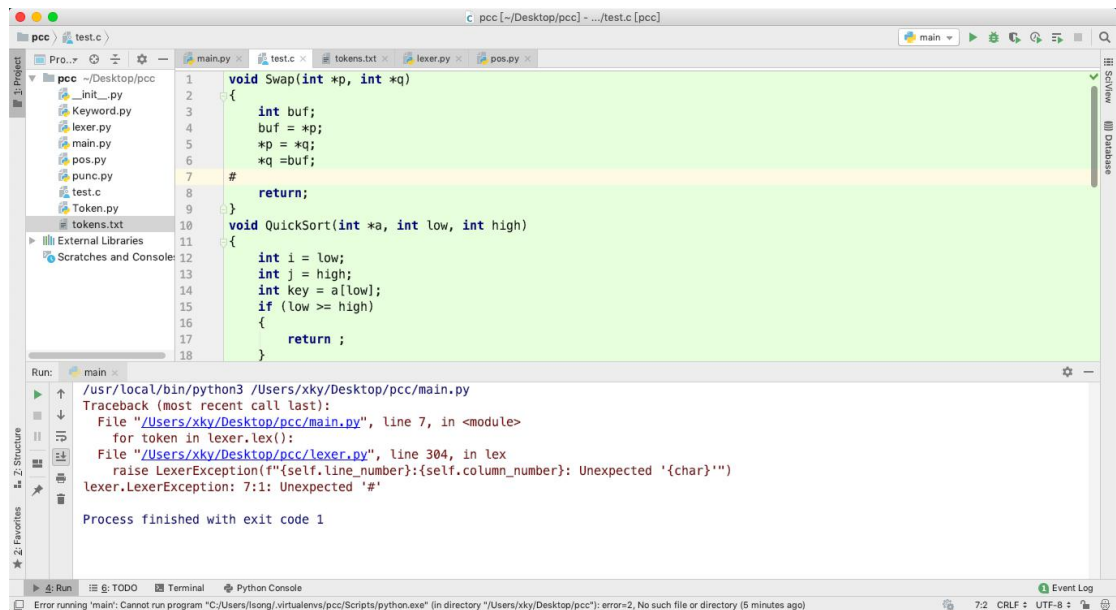 pcc [~/Desktop/pcc] - .../test.c [pcc]
pcc test.c main
Pro.. main.py test.c tokens.txt lexer.py pos.py
1: Project
pcc ~/Desktop/pcc
__init__.py
Keyword.py
lexer.py
main.py
pos.py
punc.py
test.c
Token.py
tokens.txt
External Libraries
Scratches and Console
1 void Swap(int *p, int *q)
2 {
3 int buf;
4 buf = *p;
5 *p = *q;
6 *q =buf;
7 #
8 return;
9 }
10 void QuickSort(int *a, int low, int high)
11 {
12 int i = low;
13 int j = high;
14 int key = a[low];
15 if (low >= high)
16 {
17 return ;
18 }
SciView
Database
Run: main
/usr/local/bin/python3 /Users/xky/Desktop/pcc/main.py
Traceback (most recent call last):
File "/Users/xky/Desktop/pcc/main.py", line 7, in <module>
for token in lexer.lex():
File "/Users/xky/Desktop/pcc/lexer.py", line 304, in lex
raise LexerException(f"{self.line_number}:{self.column_number}: Unexpected '{char}'")
lexer.LexerException: 7:1: Unexpected '#'
Process finished with exit code 1
Z: Structure
2: Favorites
4: Run 6: TODO Terminal Python Console 1 Event Log
Error running 'main': Cannot run program "C:/Users/lsong/.virtualenvs/pcc/Scripts/python.exe" (in directory "/Users/xky/Desktop/pcc"): error=2, No such file or directory (5 minutes ago) 7:2 CRLF UTF-8